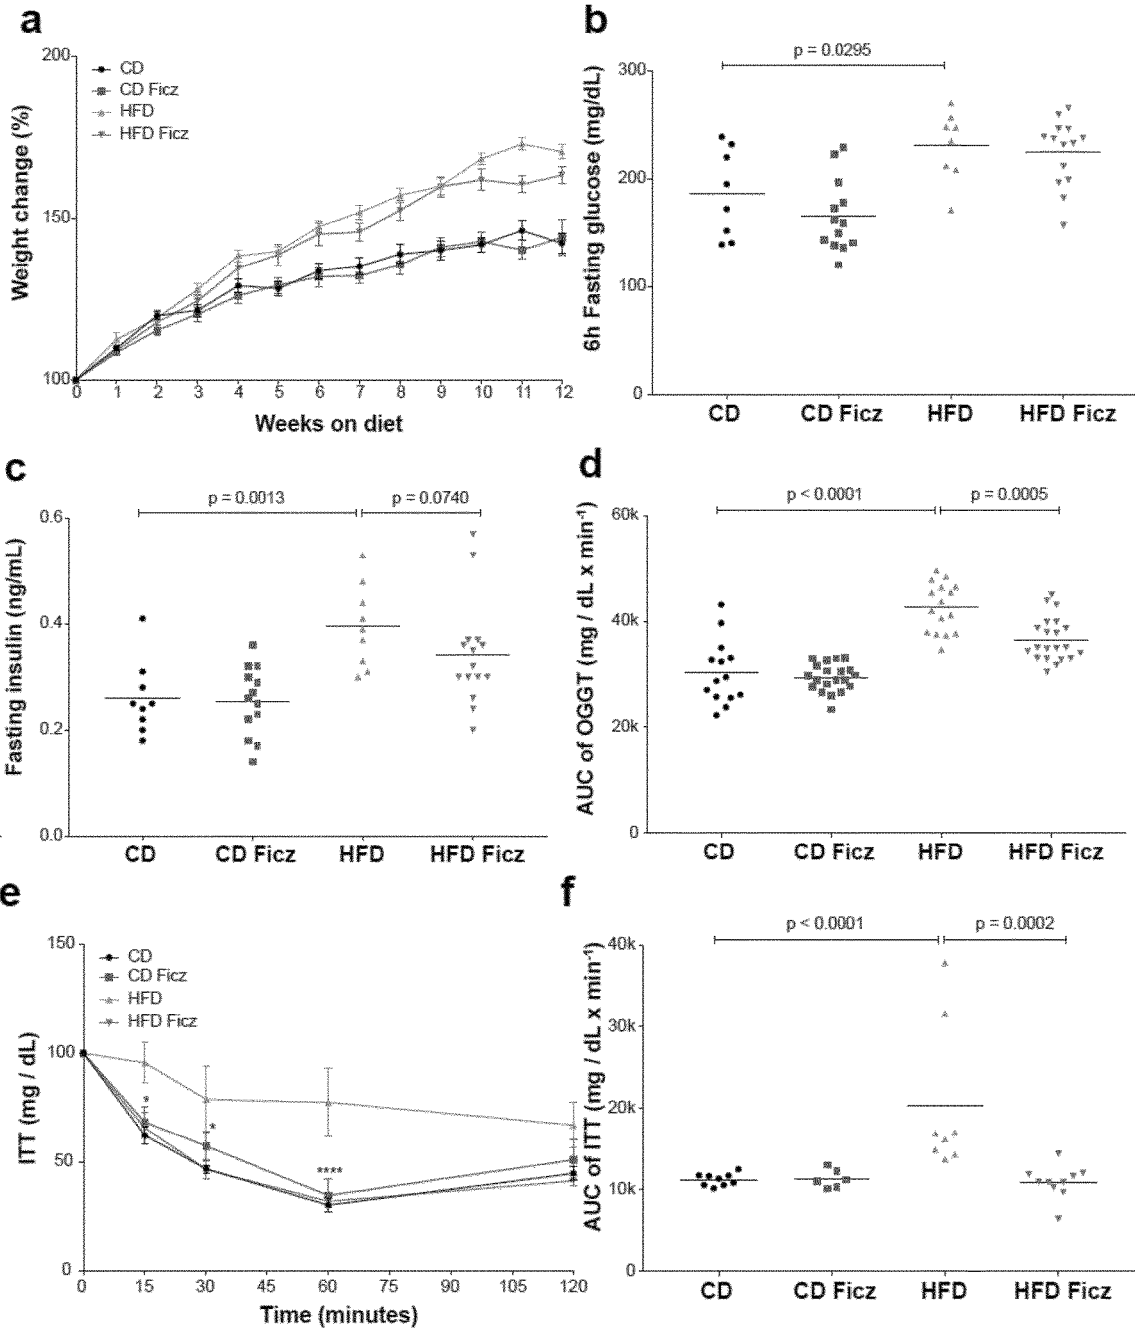 a
200
150
100
Weight change (%)
CD
CD Ficz
HFD
HFD Ficz
0 1 2 3 4 5 6 7 8 9 10 11 12
Weeks on diet
b
p = 0.0295
300
200
100
0
6h Fasting glucose (mg/dL)
CD CD Ficz HFD HFD Ficz
c
p = 0.0013 p = 0.0740
0.6
0.4
0.2
0.0
Fasting insulin (ng/mL)
CD CD Ficz HFD HFD Ficz
d
p < 0.0001 p = 0.0005
60k
40k
20k
0
AUC of OGGT (mg / dL x min⁻¹)
CD CD Ficz HFD HFD Ficz
e
150
100
50
0
ITT (mg / dL)
CD
CD Ficz
HFD
HFD Ficz
*
*
****
0 15 30 45 60 75 90 105 120
Time (minutes)
f
p < 0.0001 p = 0.0002
40k
30k
20k
10k
0
AUC of ITT (mg / dL x min⁻¹)
CD CD Ficz HFD HFD Ficz